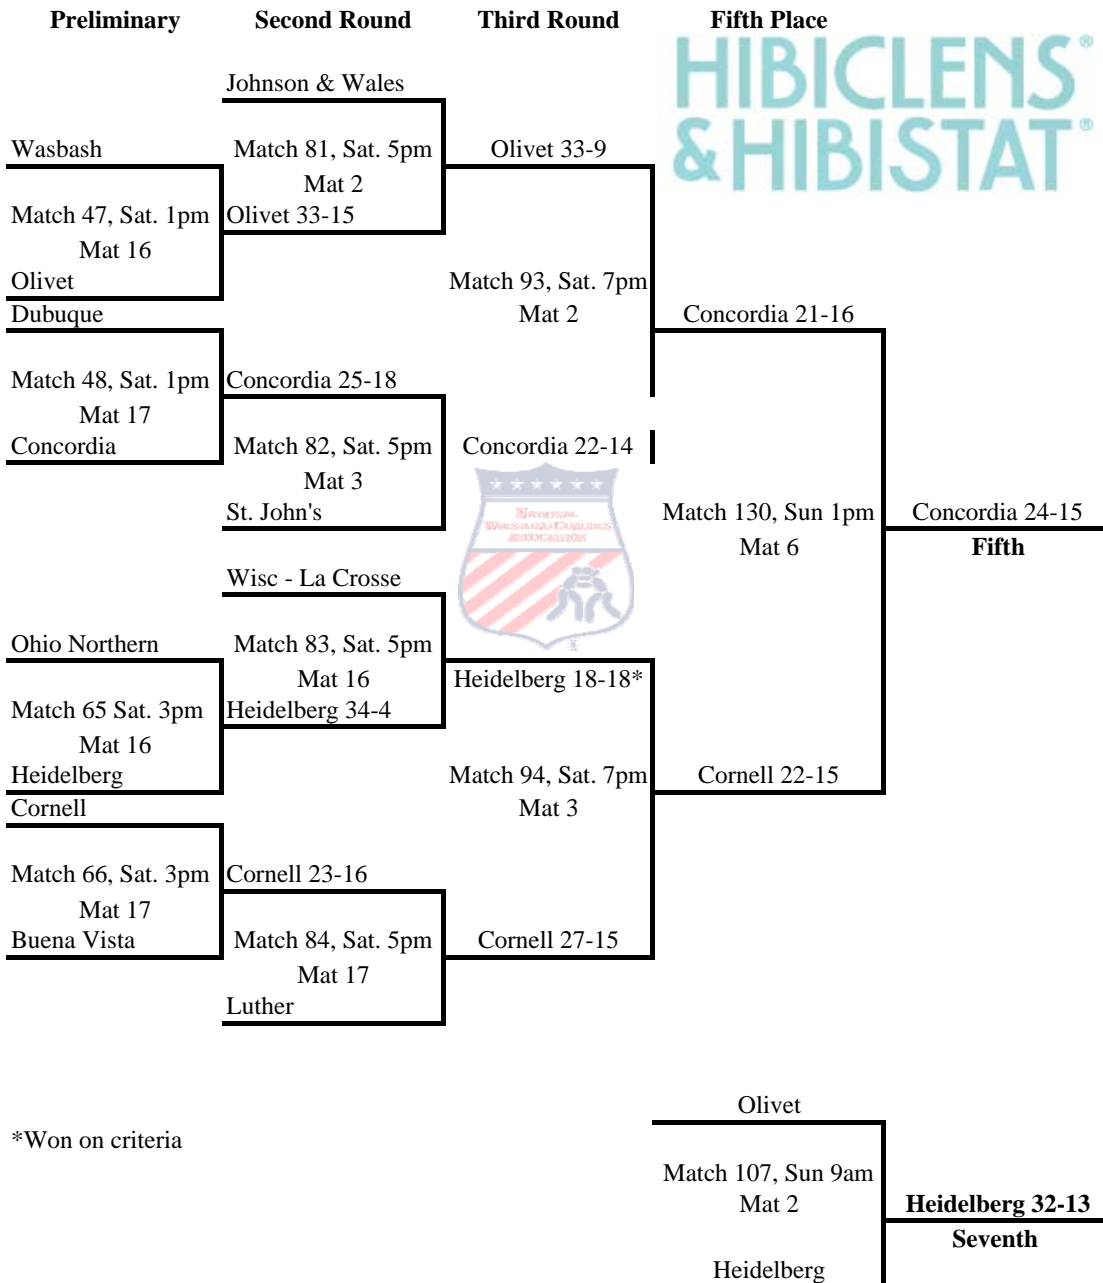 Preliminary Second Round Third Round Fifth Place
HIBICLENS®
& HIBISTAT®
Johnson & Wales
Wasbash
Match 81, Sat. 5pm
Mat 2
Olivet 33-9
Match 47, Sat. 1pm
Mat 16
Olivet 33-15
Olivet
Match 93, Sat. 7pm
Mat 2
Dubuque
Concordia 21-16
Match 48, Sat. 1pm
Mat 17
Concordia 25-18
Concordia
Match 82, Sat. 5pm
Mat 3
Concordia 22-14
St. John's
NATIONAL
WRESTLING COACHES
ASSOCIATION
Match 130, Sun 1pm
Mat 6
Concordia 24-15
Fifth
Wisc - La Crosse
Ohio Northern
Match 83, Sat. 5pm
Mat 16
Heidelberg 18-18*
Match 65 Sat. 3pm
Mat 16
Heidelberg 34-4
Heidelberg
Match 94, Sat. 7pm
Mat 3
Cornell 22-15
Cornell
Match 66, Sat. 3pm
Mat 17
Cornell 23-16
Buena Vista
Match 84, Sat. 5pm
Mat 17
Cornell 27-15
Luther
Olivet
*Won on criteria
Match 107, Sun 9am
Mat 2
Heidelberg 32-13
Seventh
Heidelberg